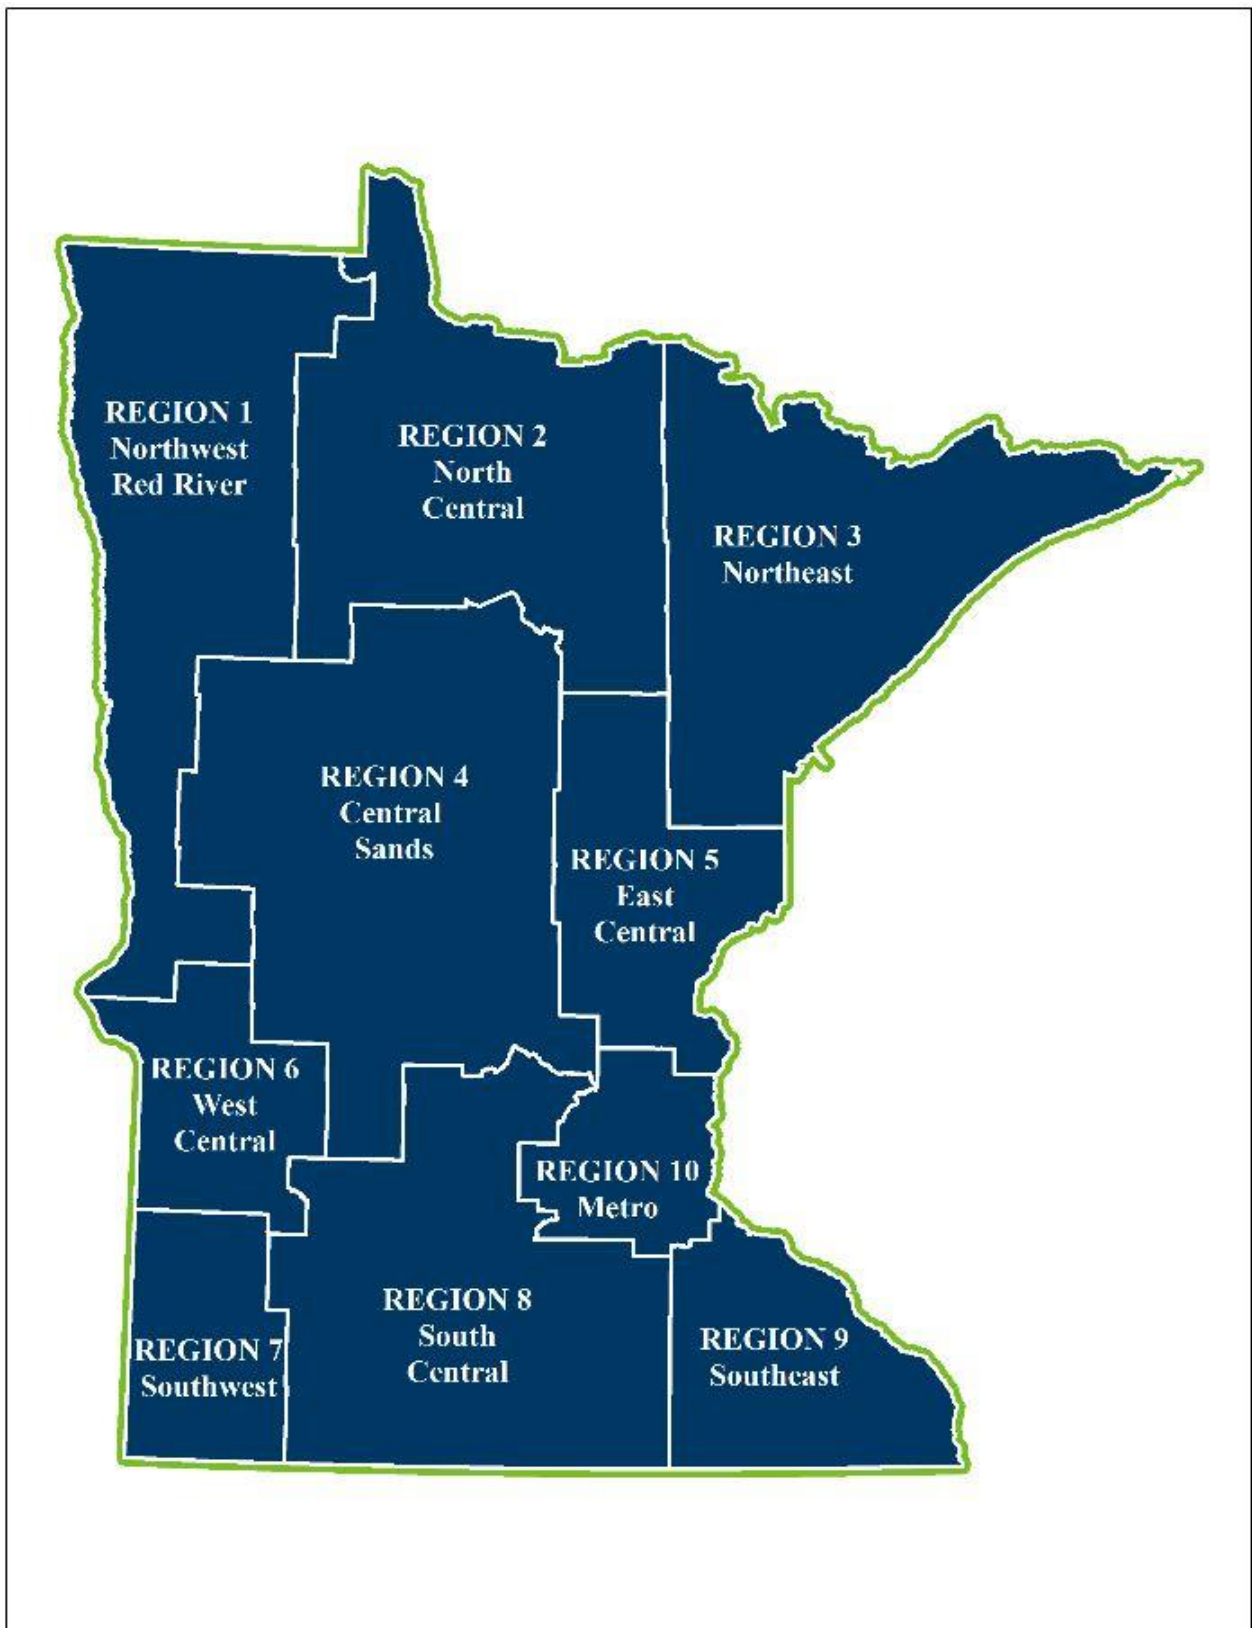 REGION 1
Northwest
Red River
REGION 2
North
Central
REGION 3
Northeast
REGION 4
Central
Sands
REGION 5
East
Central
REGION 6
West
Central
REGION 10
Metro
REGION 8
South
Central
REGION 7
Southwest
REGION 9
Southeast